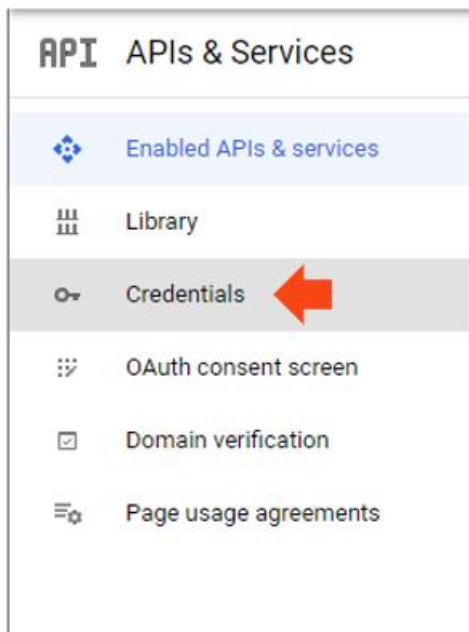 API APIs & Services
Enabled APIs & services
Library
Credentials
OAuth consent screen
Domain verification
Page usage agreements